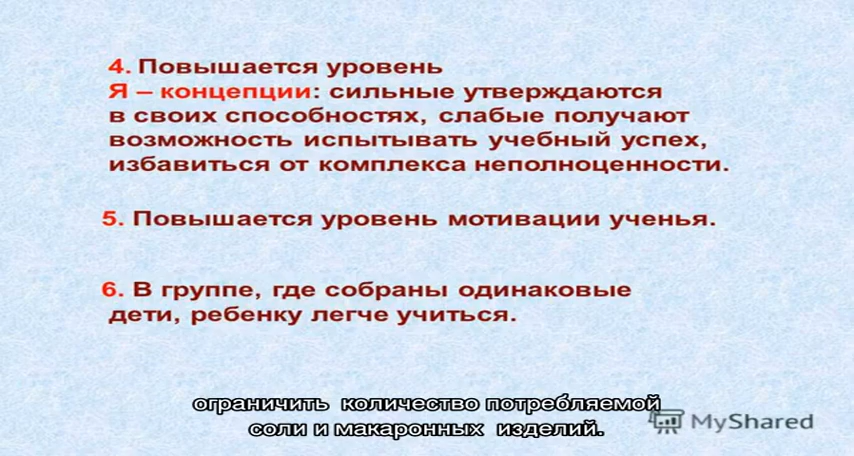 4. Повышается уровень
Я – концепции: сильные утверждаются
в своих способностях, слабые получают
возможность испытывать учебный успех,
избавиться от комплекса неполноценности.
5. Повышается уровень мотивации ученья.
6. В группе, где собраны одинаковые
дети, ребенку легче учиться.
ограничить количество потребляемой
соли и макаронных изделий.
MyShared